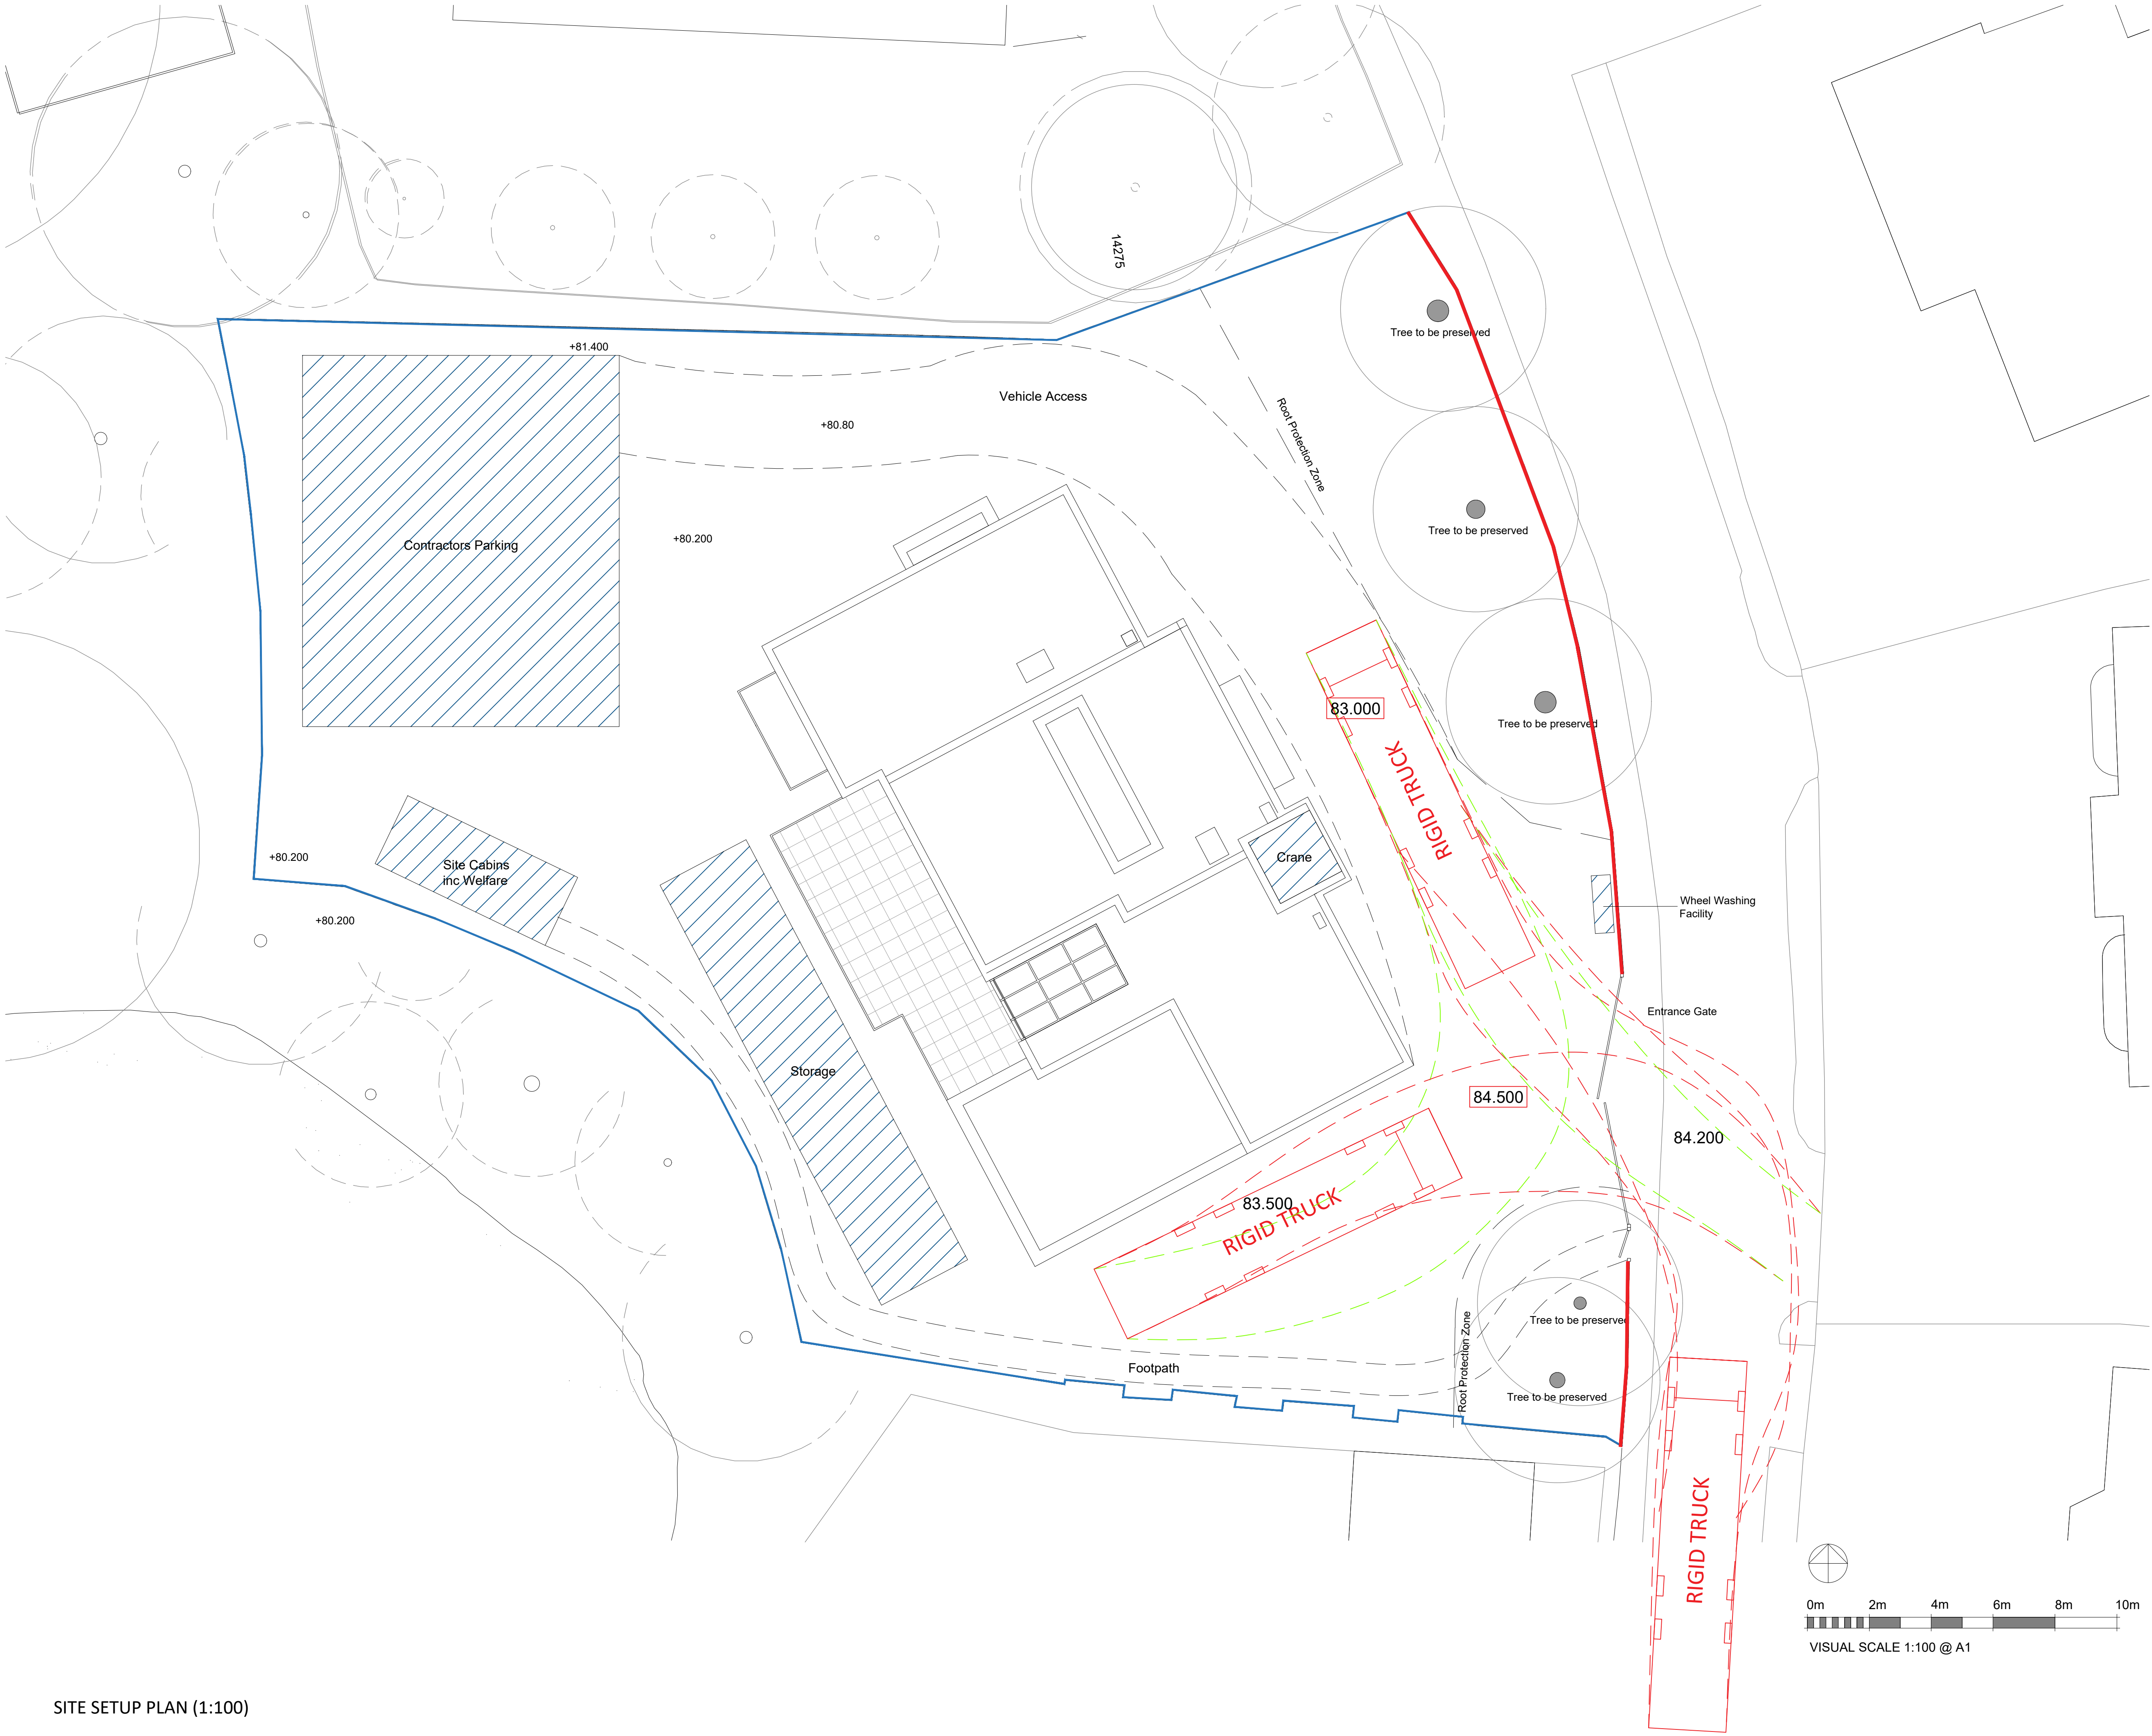 14275
Tree to be preserved
+81.400
Vehicle Access
+80.80
Root Protection Zone
Tree to be preserved
+80.200
Contractors Parking
83.000
Tree to be preserved
RIGID TRUCK
+80.200
Site Cabins
inc Welfare
Crane
Wheel Washing
Facility
+80.200
Entrance Gate
Storage
84.500
84.200
83.500
RIGID TRUCK
Tree to be preserved
Root Protection Zone
Footpath
Tree to be preserved
RIGID TRUCK
0m 2m 4m 6m 8m 10m
VISUAL SCALE 1:100 @ A1
SITE SETUP PLAN (1:100)